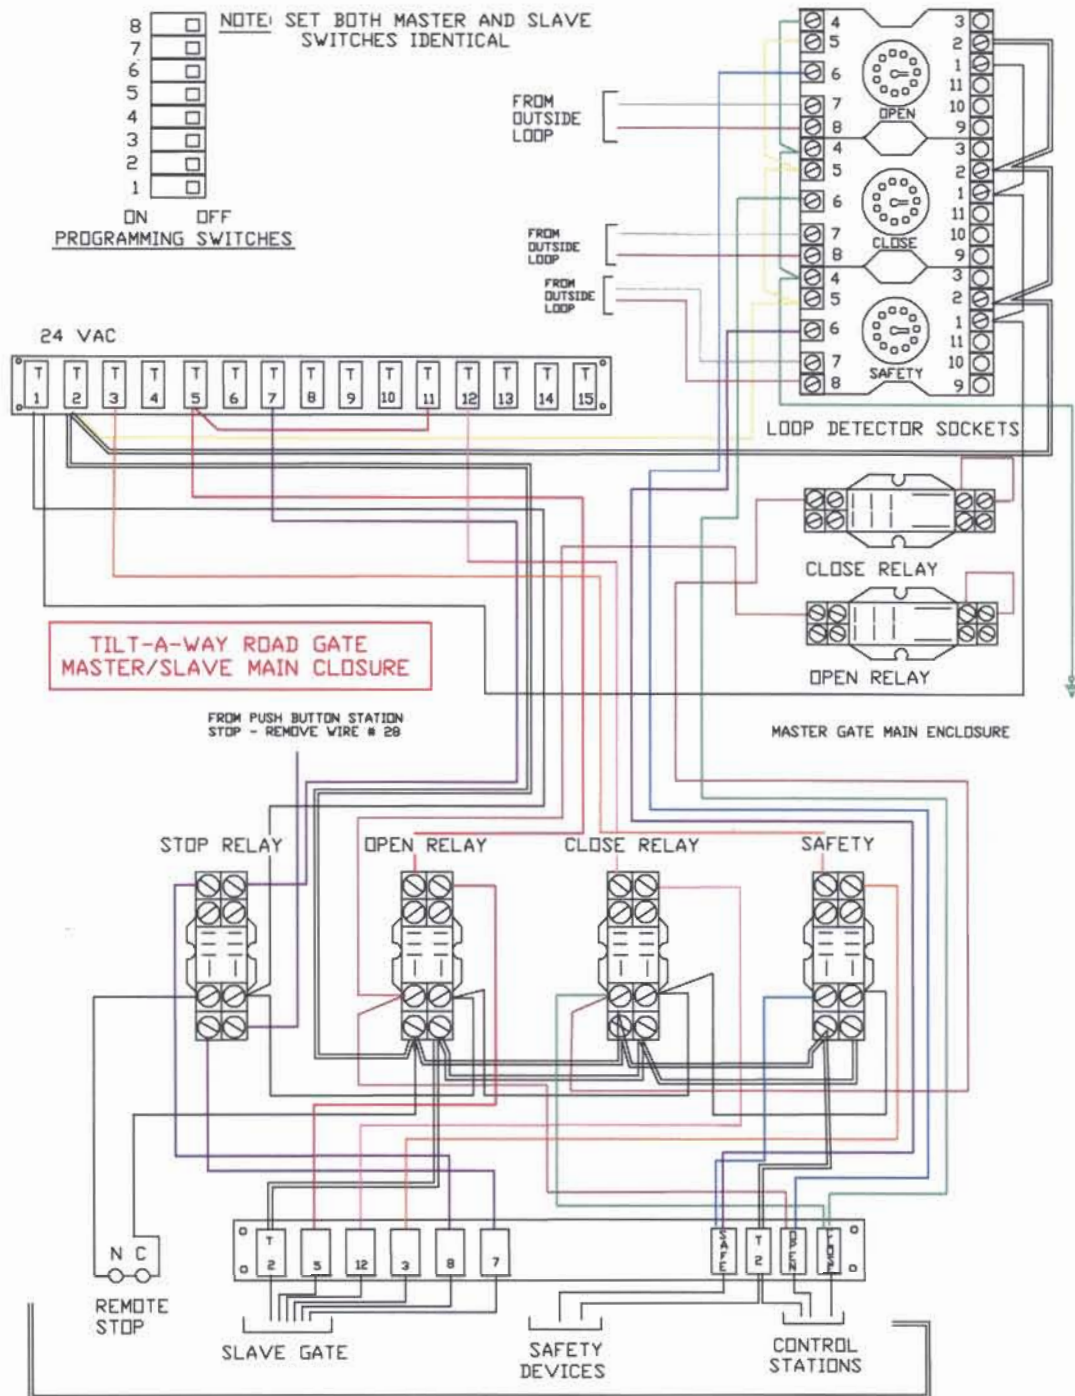 NOTE: SET BOTH MASTER AND SLAVE
SWITCHES IDENTICAL
8
7
6
5
4
3
2
1
ON OFF
PROGRAMMING SWITCHES
FROM
OUTSIDE
LOOP
FROM
OUTSIDE
LOOP
FROM
OUTSIDE
LOOP
4 3
5 2
6 1
11
7 10
OPEN
8 9
4 3
5 2
6 1
11
7 10
CLOSE
8 9
4 3
5 2
6 1
11
7 10
SAFETY
8 9
LOOP DETECTOR SOCKETS
24 VAC
T T T T T T T T T T T T T T T
1 2 3 4 5 6 7 8 9 10 11 12 13 14 15
CLOSE RELAY
OPEN RELAY
MASTER GATE MAIN ENCLOSURE
TILT-A-WAY ROAD GATE
MASTER/SLAVE MAIN CLOSURE
FROM PUSH BUTTON STATION
STOP - REMOVE WIRE # 28
STOP RELAY OPEN RELAY CLOSE RELAY SAFETY
T
2 5 12 3 8 7
SAFE
T
2
OPEN
N C
REMOTE
STOP
SLAVE GATE
SAFETY
DEVICES
CONTROL
STATIONS